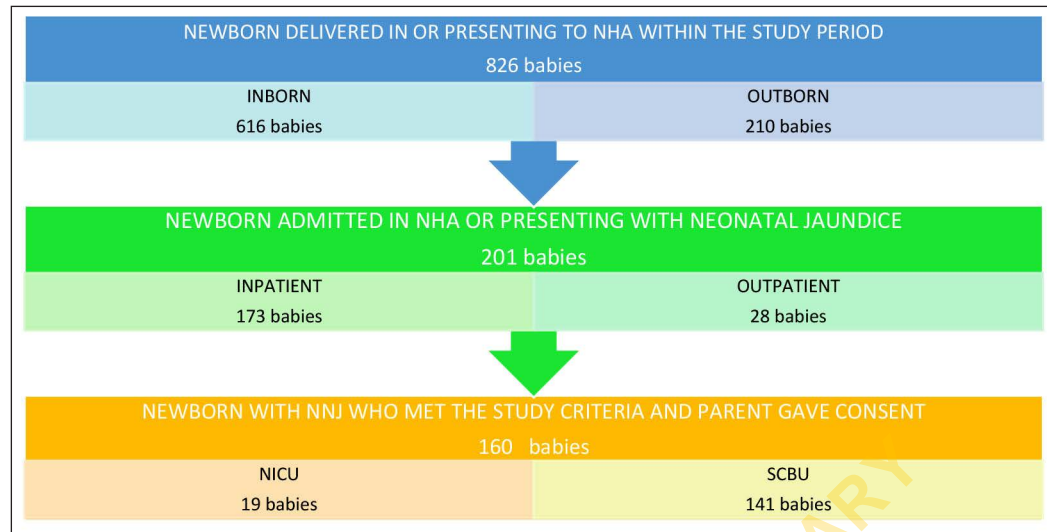 NEWBORN DELIVERED IN OR PRESENTING TO NHA WITHIN THE STUDY PERIOD
826 babies
INBORN
616 babies
OUTBORN
210 babies
NEWBORN ADMITTED IN NHA OR PRESENTING WITH NEONATAL JAUNDICE
201 babies
INPATIENT
173 babies
OUTPATIENT
28 babies
NEWBORN WITH NNJ WHO MET THE STUDY CRITERIA AND PARENT GAVE CONSENT
160 babies
NICU
19 babies
SCBU
141 babies